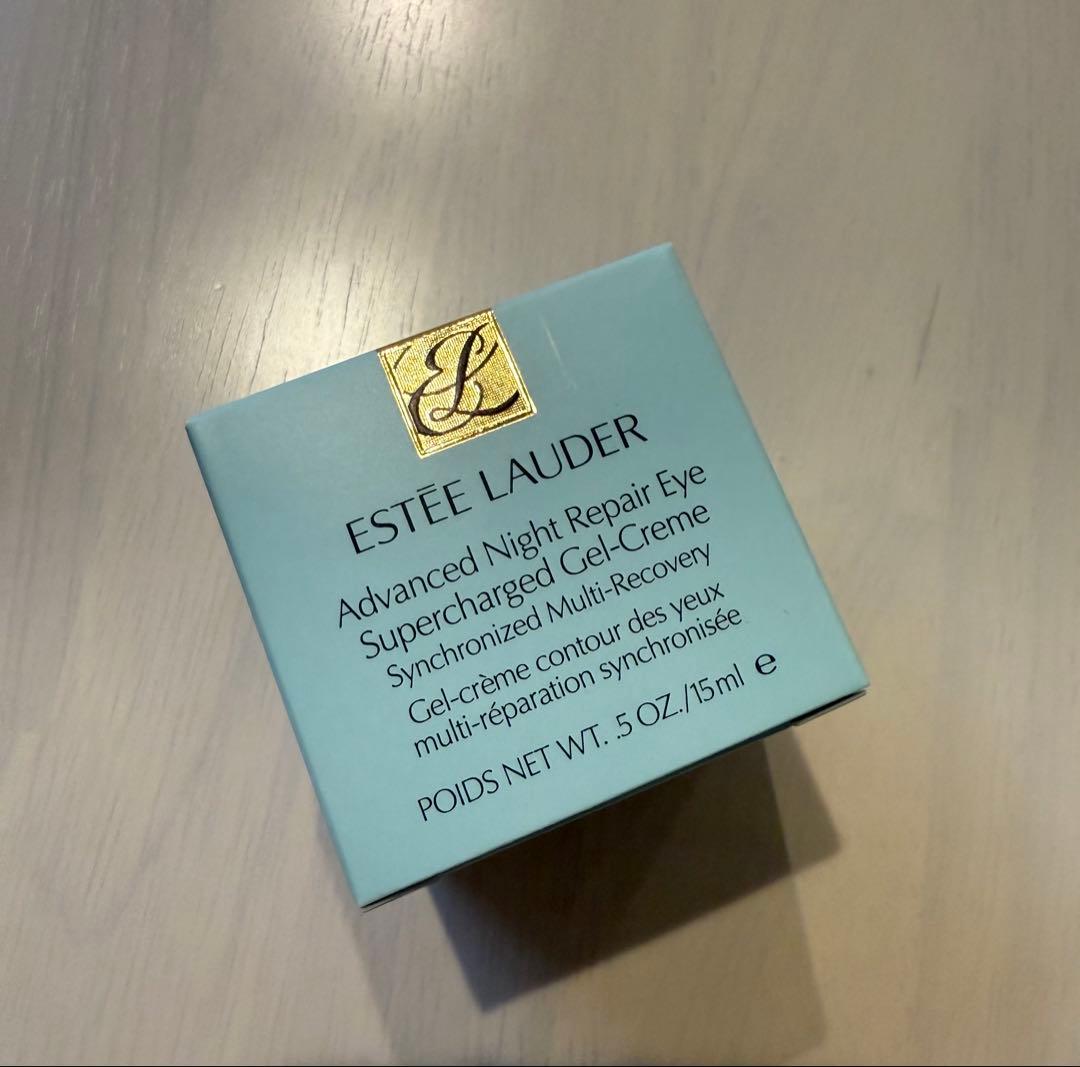 EL
ESTĒE LAUDER
Advanced Night Repair Eye
Supercharged Gel-Creme
Synchronized Multi-Recovery
Gel-crème contour des yeux
multi-réparation synchronisée
POIDS NET WT. .5 OZ./15ml ℮